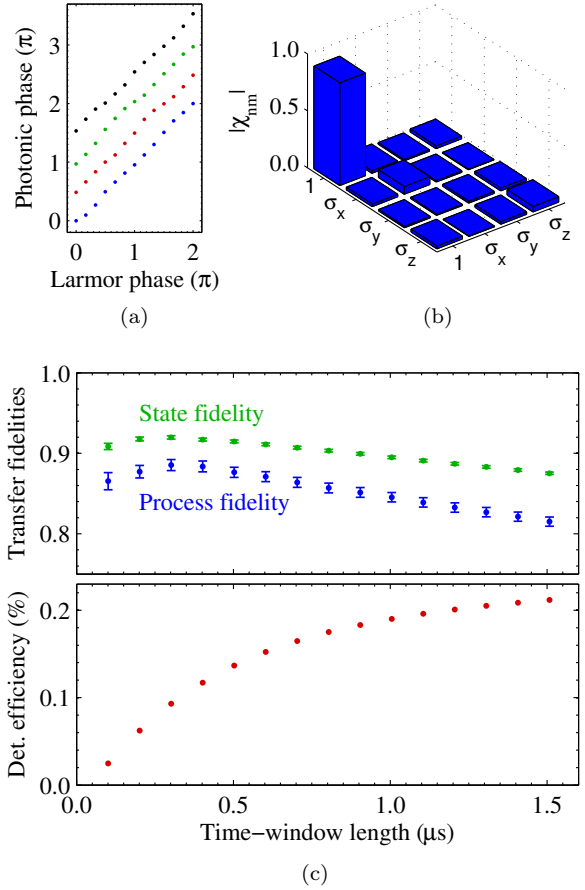 3
2
1
0
Photonic phase (π)
0 1 2
Larmor phase (π)
(a)
1.0
0.5
0.0
|χnm|
1
σx
σy
σz
1
σx
σy
σz
(b)
1.0
0.9
0.8
Transfer fidelities
State fidelity
Process fidelity
0.2
0.1
0.0
Det. efficiency (%)
0.0 0.5 1.0 1.5
Time−window length (μs)
(c)